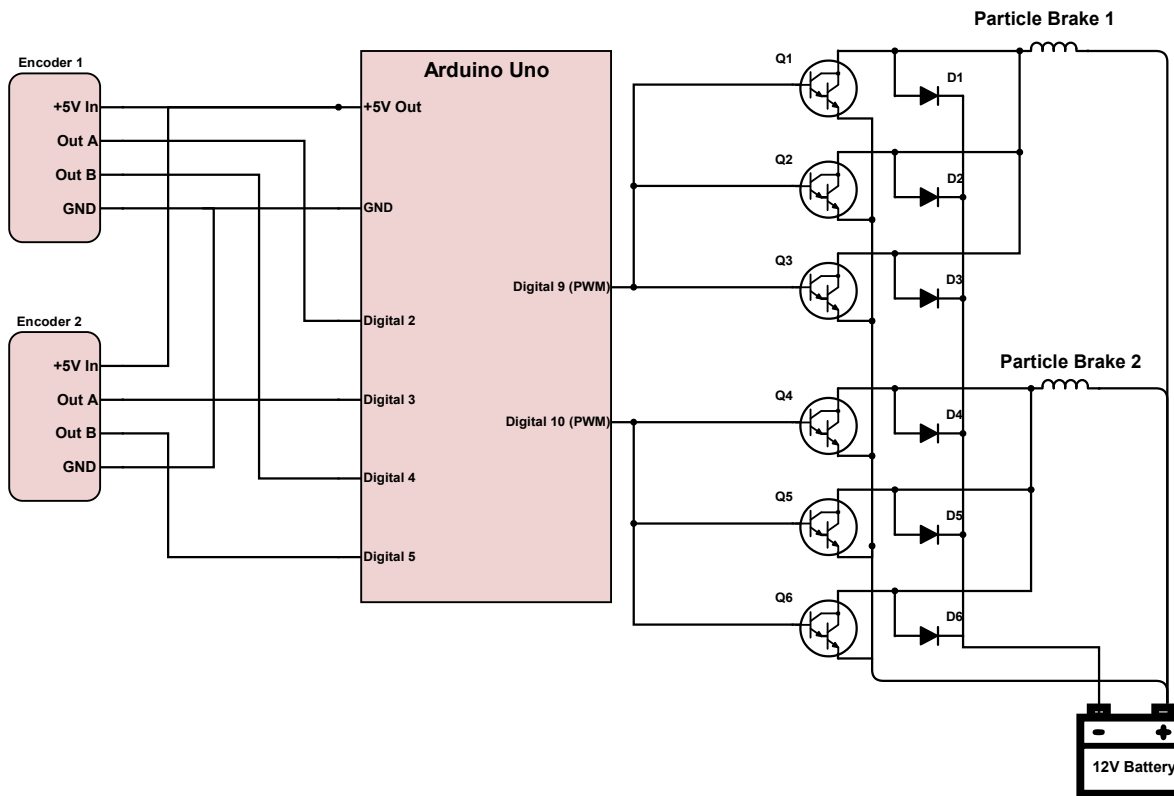 Particle Brake 1
Encoder 1
+5V In
Out A
Out B
GND
Arduino Uno
+5V Out
GND
Digital 2
Digital 3
Digital 4
Digital 5
Digital 9 (PWM)
Digital 10 (PWM)
Encoder 2
+5V In
Out A
Out B
GND
Q1
D1
Q2
D2
Q3
D3
Particle Brake 2
Q4
D4
Q5
D5
Q6
D6
- +
12V Battery